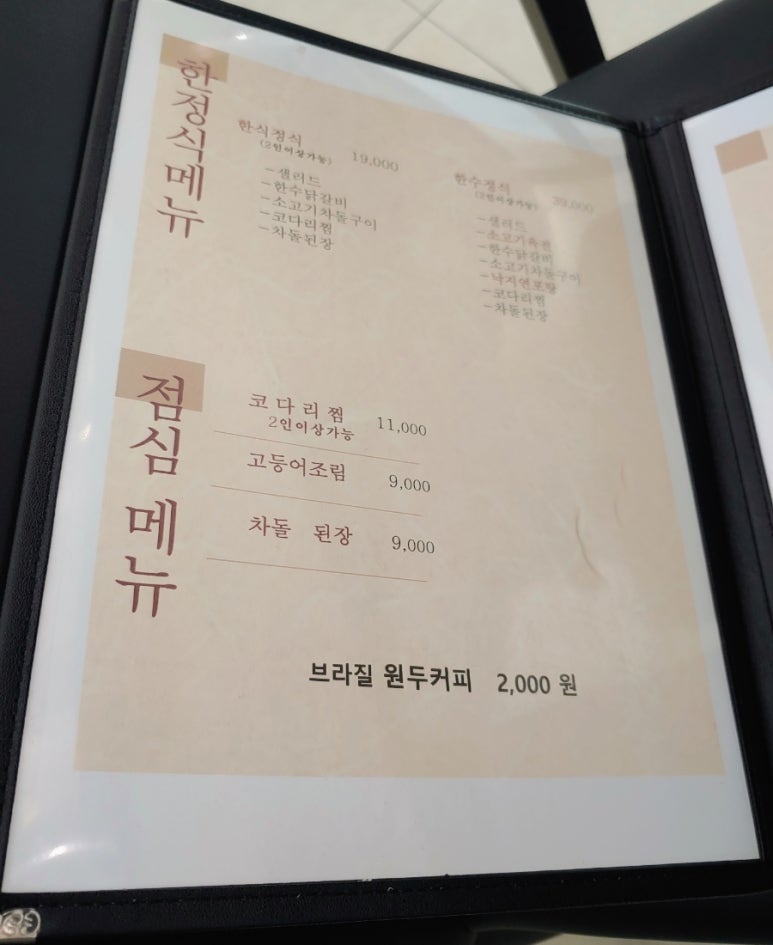 한정식메뉴
한식정식 19,000
(2인이상가능)
-샐러드
-한수닭갈비
-소고기차돌구이
-코다리찜
-차돌된장
한수정식 39,000
(2인이상가능)
-샐러드
-소고기육전
-한수닭갈비
-소고기차돌구이
-낙지연포탕
-코다리찜
-차돌된장
점심 메뉴
코다리찜 11,000
2인이상가능
고등어조림 9,000
차돌 된장 9,000
브라질 원두커피 2,000 원